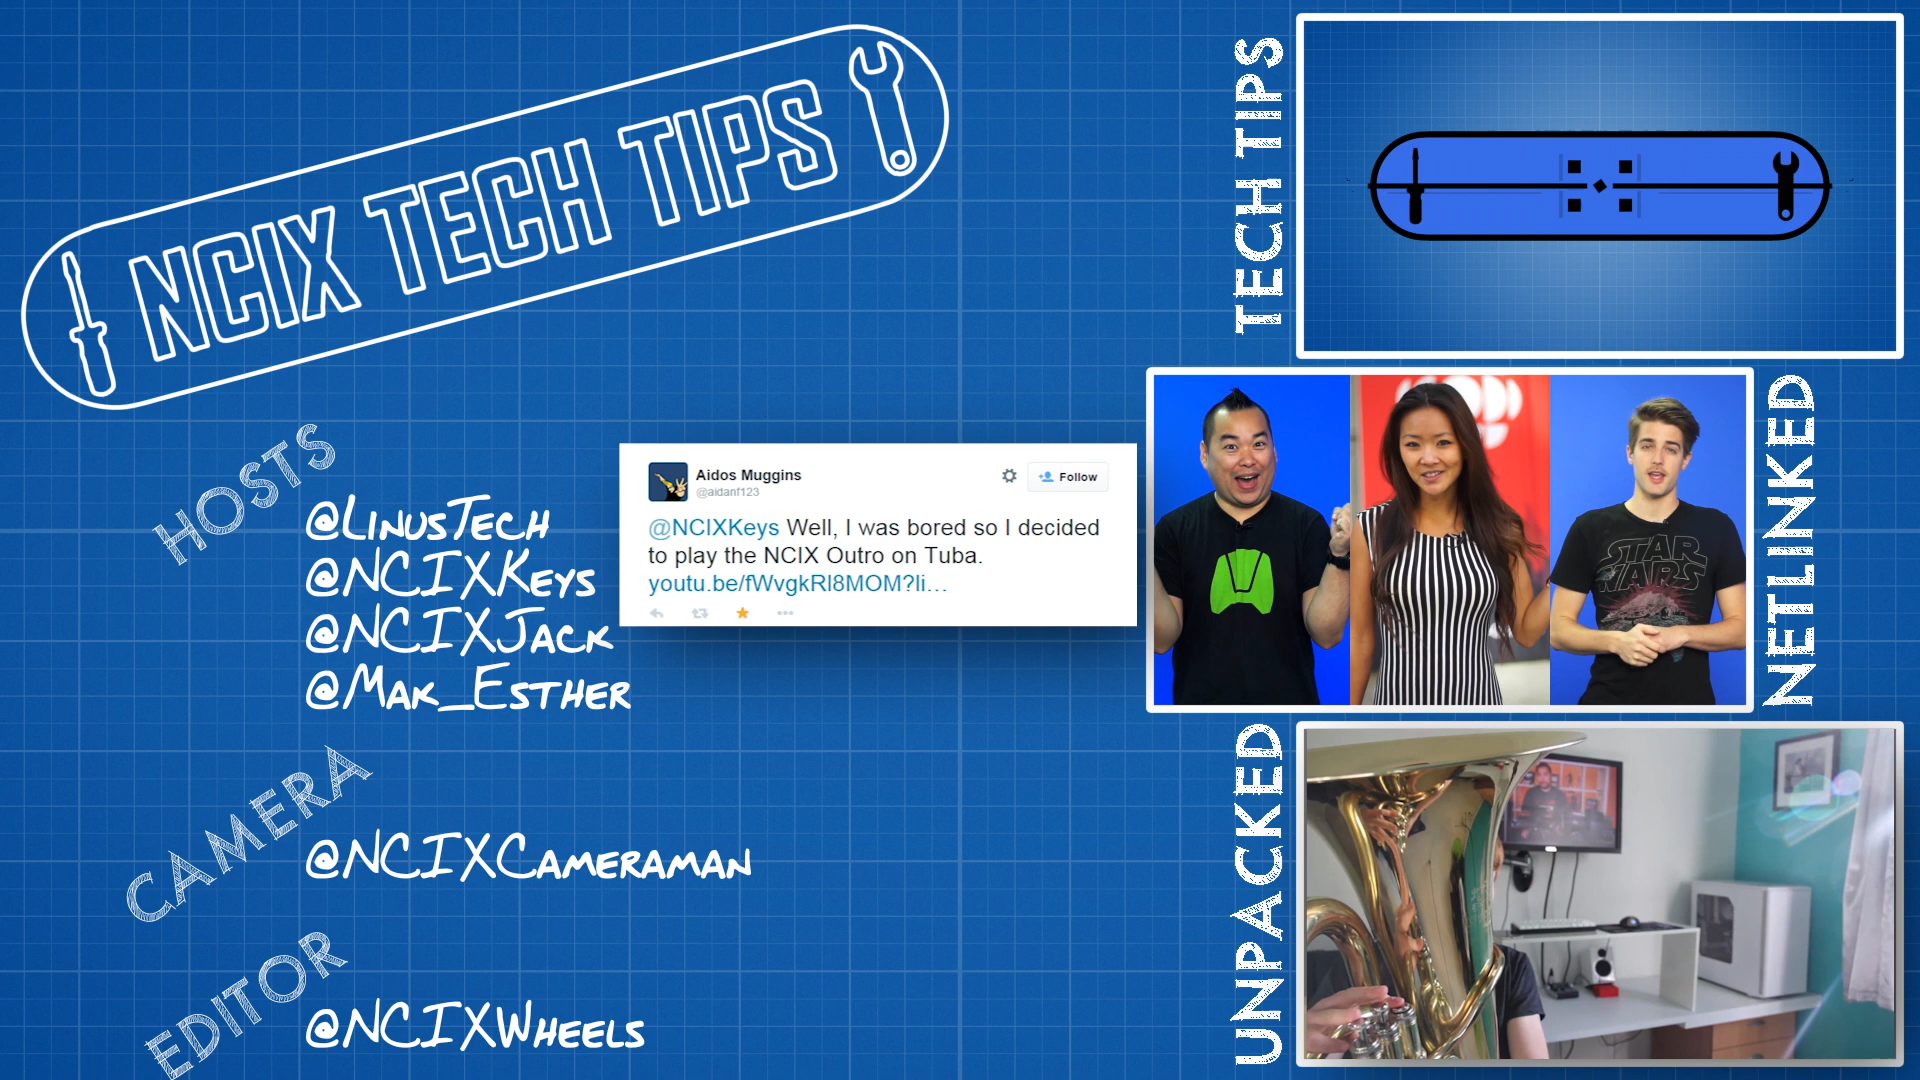 NCIX TECH TIPS
HOSTS
@LinusTech
@NCIXKeys
@NCIXJack
@Mak_Esther
CAMERA
@NCIXCameraman
EDITOR
@NCIXWheels
Aidos Muggins
@aidanf123
Follow
@NCIXKeys Well, I was bored so I decided
to play the NCIX Outro on Tuba.
youtu.be/fWvgkRI8MOM?li…
TECH TIPS
NETLINKED
STAR
WARS
UNPACKED